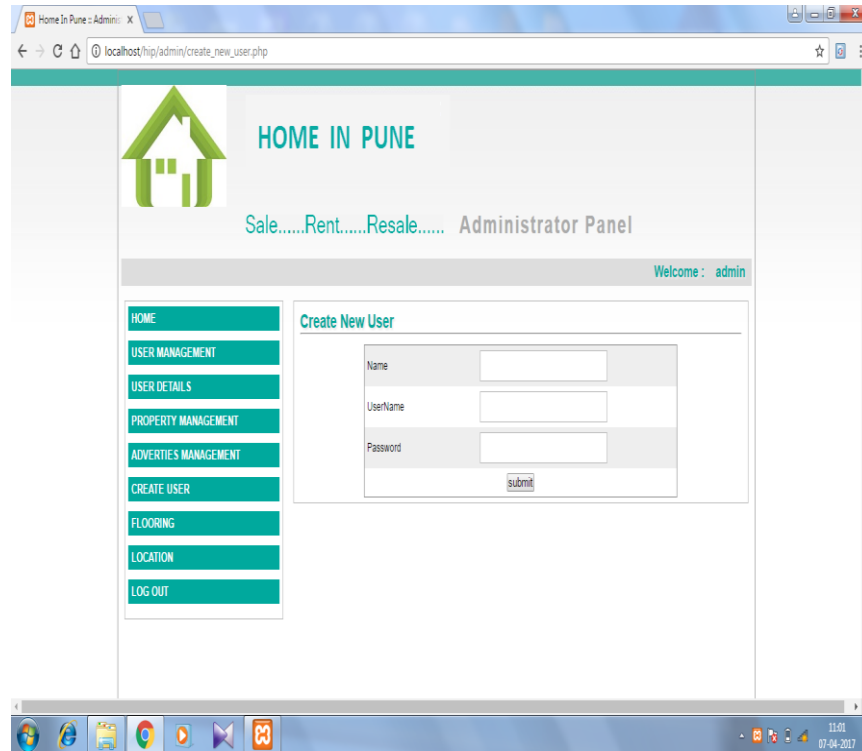 Home In Pune :: Adminis
localhost/hip/admin/create_new_user.php
HOME IN PUNE
Sale......Rent......Resale...... Administrator Panel
Welcome : admin
HOME
USER MANAGEMENT
USER DETAILS
PROPERTY MANAGEMENT
ADVERTIES MANAGEMENT
CREATE USER
FLOORING
LOCATION
LOG OUT
Create New User
Name
UserName
Password
submit
11:01
07-04-2017